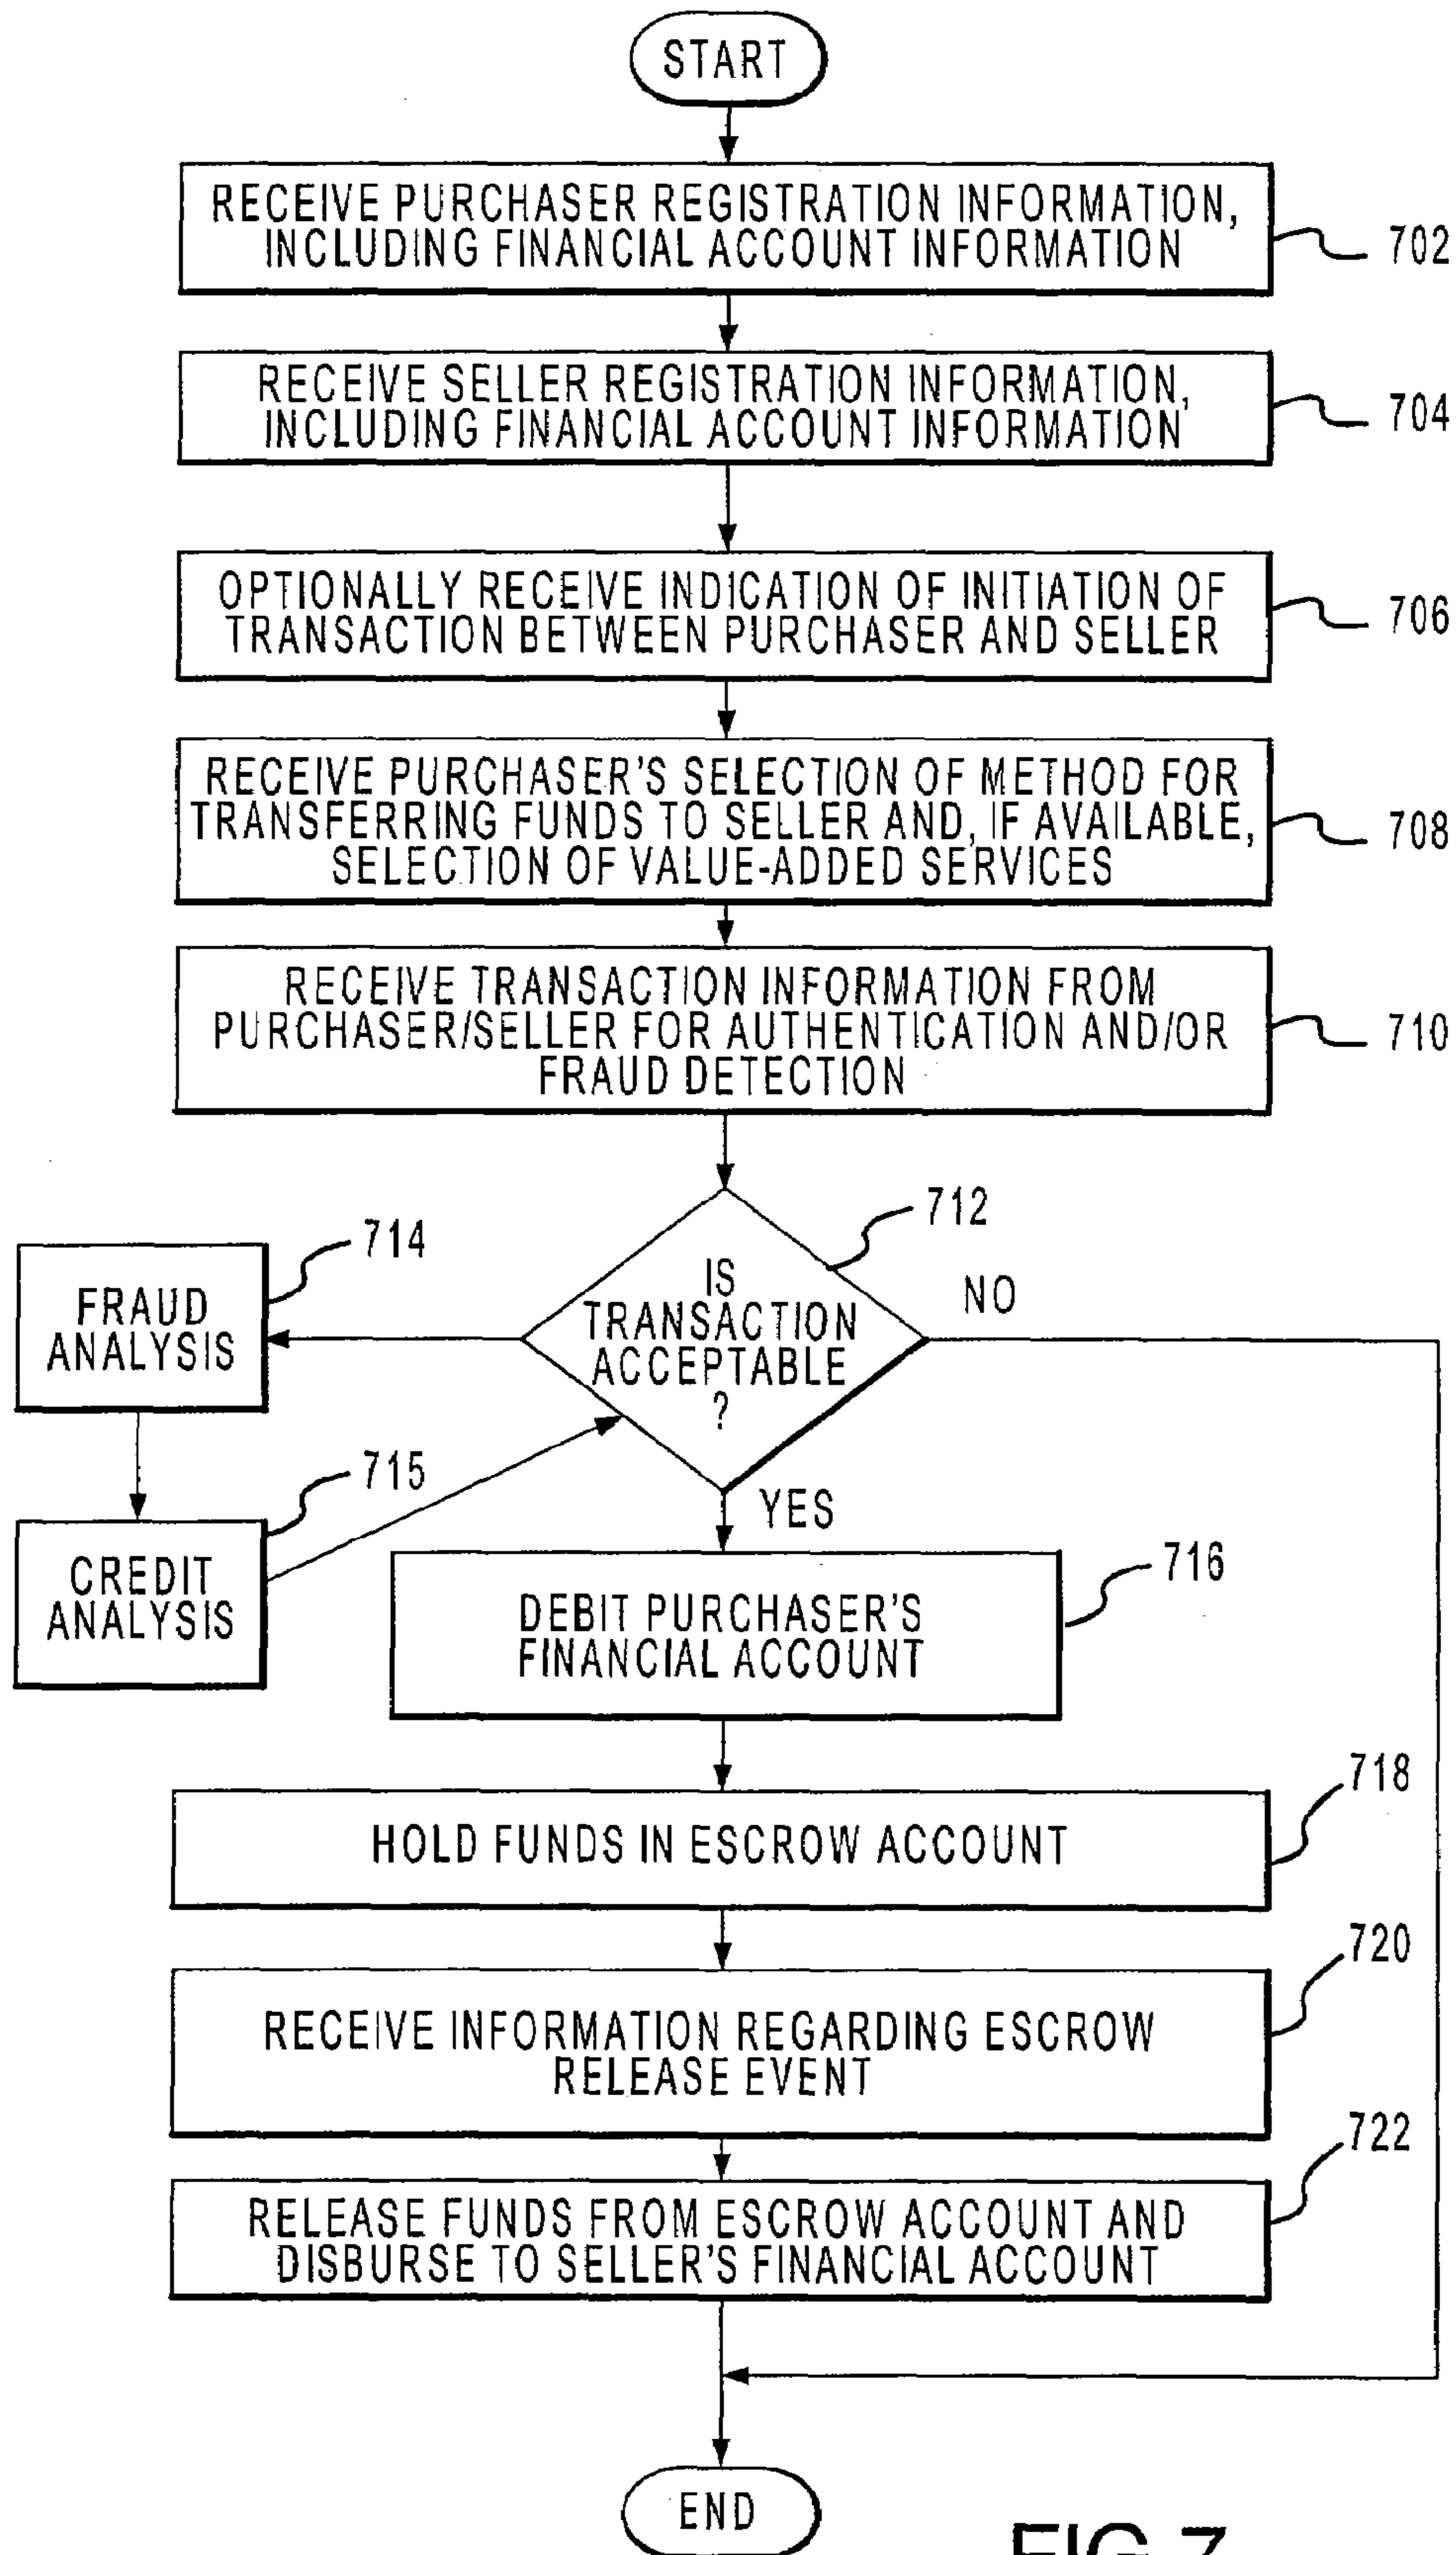 START
RECEIVE PURCHASER REGISTRATION INFORMATION,
INCLUDING FINANCIAL ACCOUNT INFORMATION
702
RECEIVE SELLER REGISTRATION INFORMATION,
INCLUDING FINANCIAL ACCOUNT INFORMATION
704
OPTIONALLY RECEIVE INDICATION OF INITIATION OF
TRANSACTION BETWEEN PURCHASER AND SELLER
706
RECEIVE PURCHASER'S SELECTION OF METHOD FOR
TRANSFERRING FUNDS TO SELLER AND, IF AVAILABLE,
SELECTION OF VALUE-ADDED SERVICES
708
RECEIVE TRANSACTION INFORMATION FROM
PURCHASER/SELLER FOR AUTHENTICATION AND/OR
FRAUD DETECTION
710
712
IS
TRANSACTION
ACCEPTABLE
?
NO
714
FRAUD
ANALYSIS
715
CREDIT
ANALYSIS
YES
716
DEBIT PURCHASER'S
FINANCIAL ACCOUNT
718
HOLD FUNDS IN ESCROW ACCOUNT
720
RECEIVE INFORMATION REGARDING ESCROW
RELEASE EVENT
722
RELEASE FUNDS FROM ESCROW ACCOUNT AND
DISBURSE TO SELLER'S FINANCIAL ACCOUNT
END
FIG.7